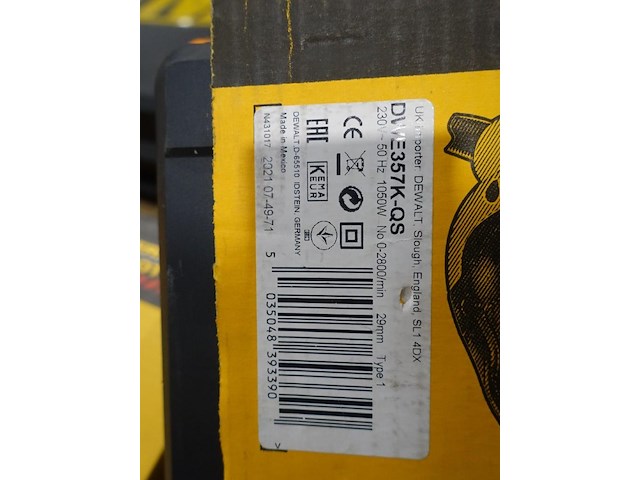 UK Importer: DEWALT, Slough, England, SL1 4DX
DWE357K-QS
230V ~ 50 Hz 1050W No 0-2800/min 29mm Type 1
CE
EAC
KEMA
KEUR
DEWALT, D-65510 IDSTEIN, GERMANY
Made in Mexico
N431017 2021 07-49-71
5 035048 393390 >